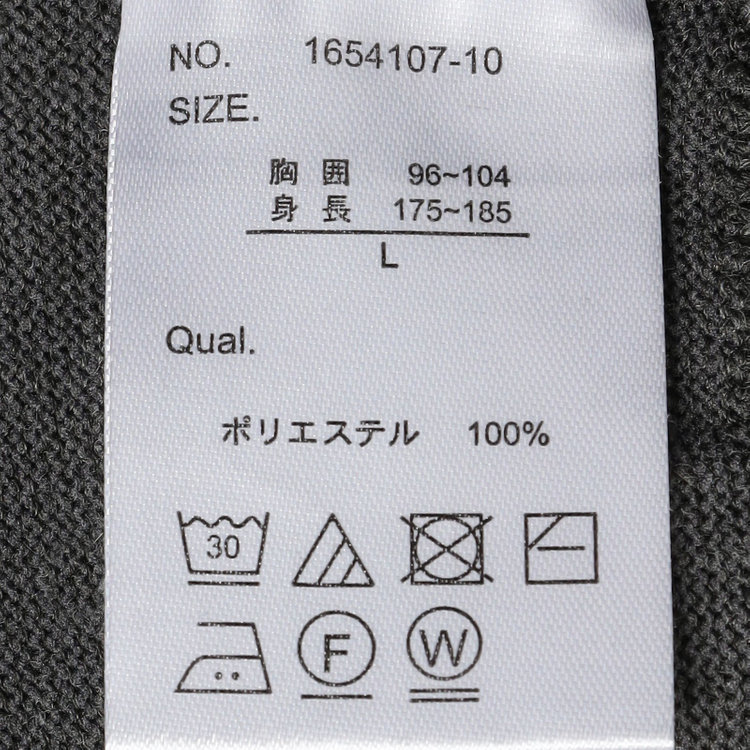 NO. 1654107-10
SIZE.
胸 囲 96~104
身 長 175~185
L
Qual.
ポリエステル 100%
30
F W